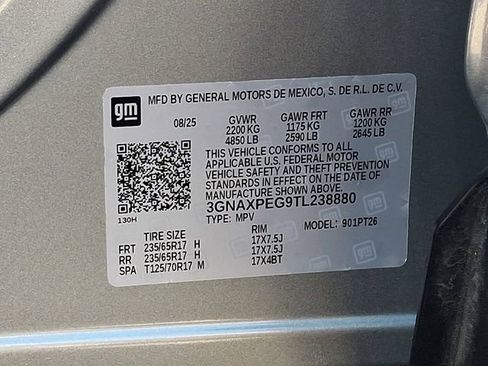 gm
MFD BY GENERAL MOTORS DE MEXICO, S. DE R.L. DE C.V.
08/25 GVWR GAWR FRT GAWR RR
2200 KG 1175 KG 1200 KG
4850 LB 2590 LB 2645 LB
THIS VEHICLE CONFORMS TO ALL
APPLICABLE U.S. FEDERAL MOTOR
VEHICLE SAFETY AND THEFT PREVENTION
STANDARDS IN EFFECT ON THE DATE OF
MANUFACTURE SHOWN ABOVE.
3GNAXPEG9TL238880
130H TYPE: MPV MODEL: 901PT26
TIRE SIZE RIM
FRT 235/65R17 H 17X7.5J
RR 235/65R17 H 17X7.5J
SPA T125/70R17 M 17X4BT